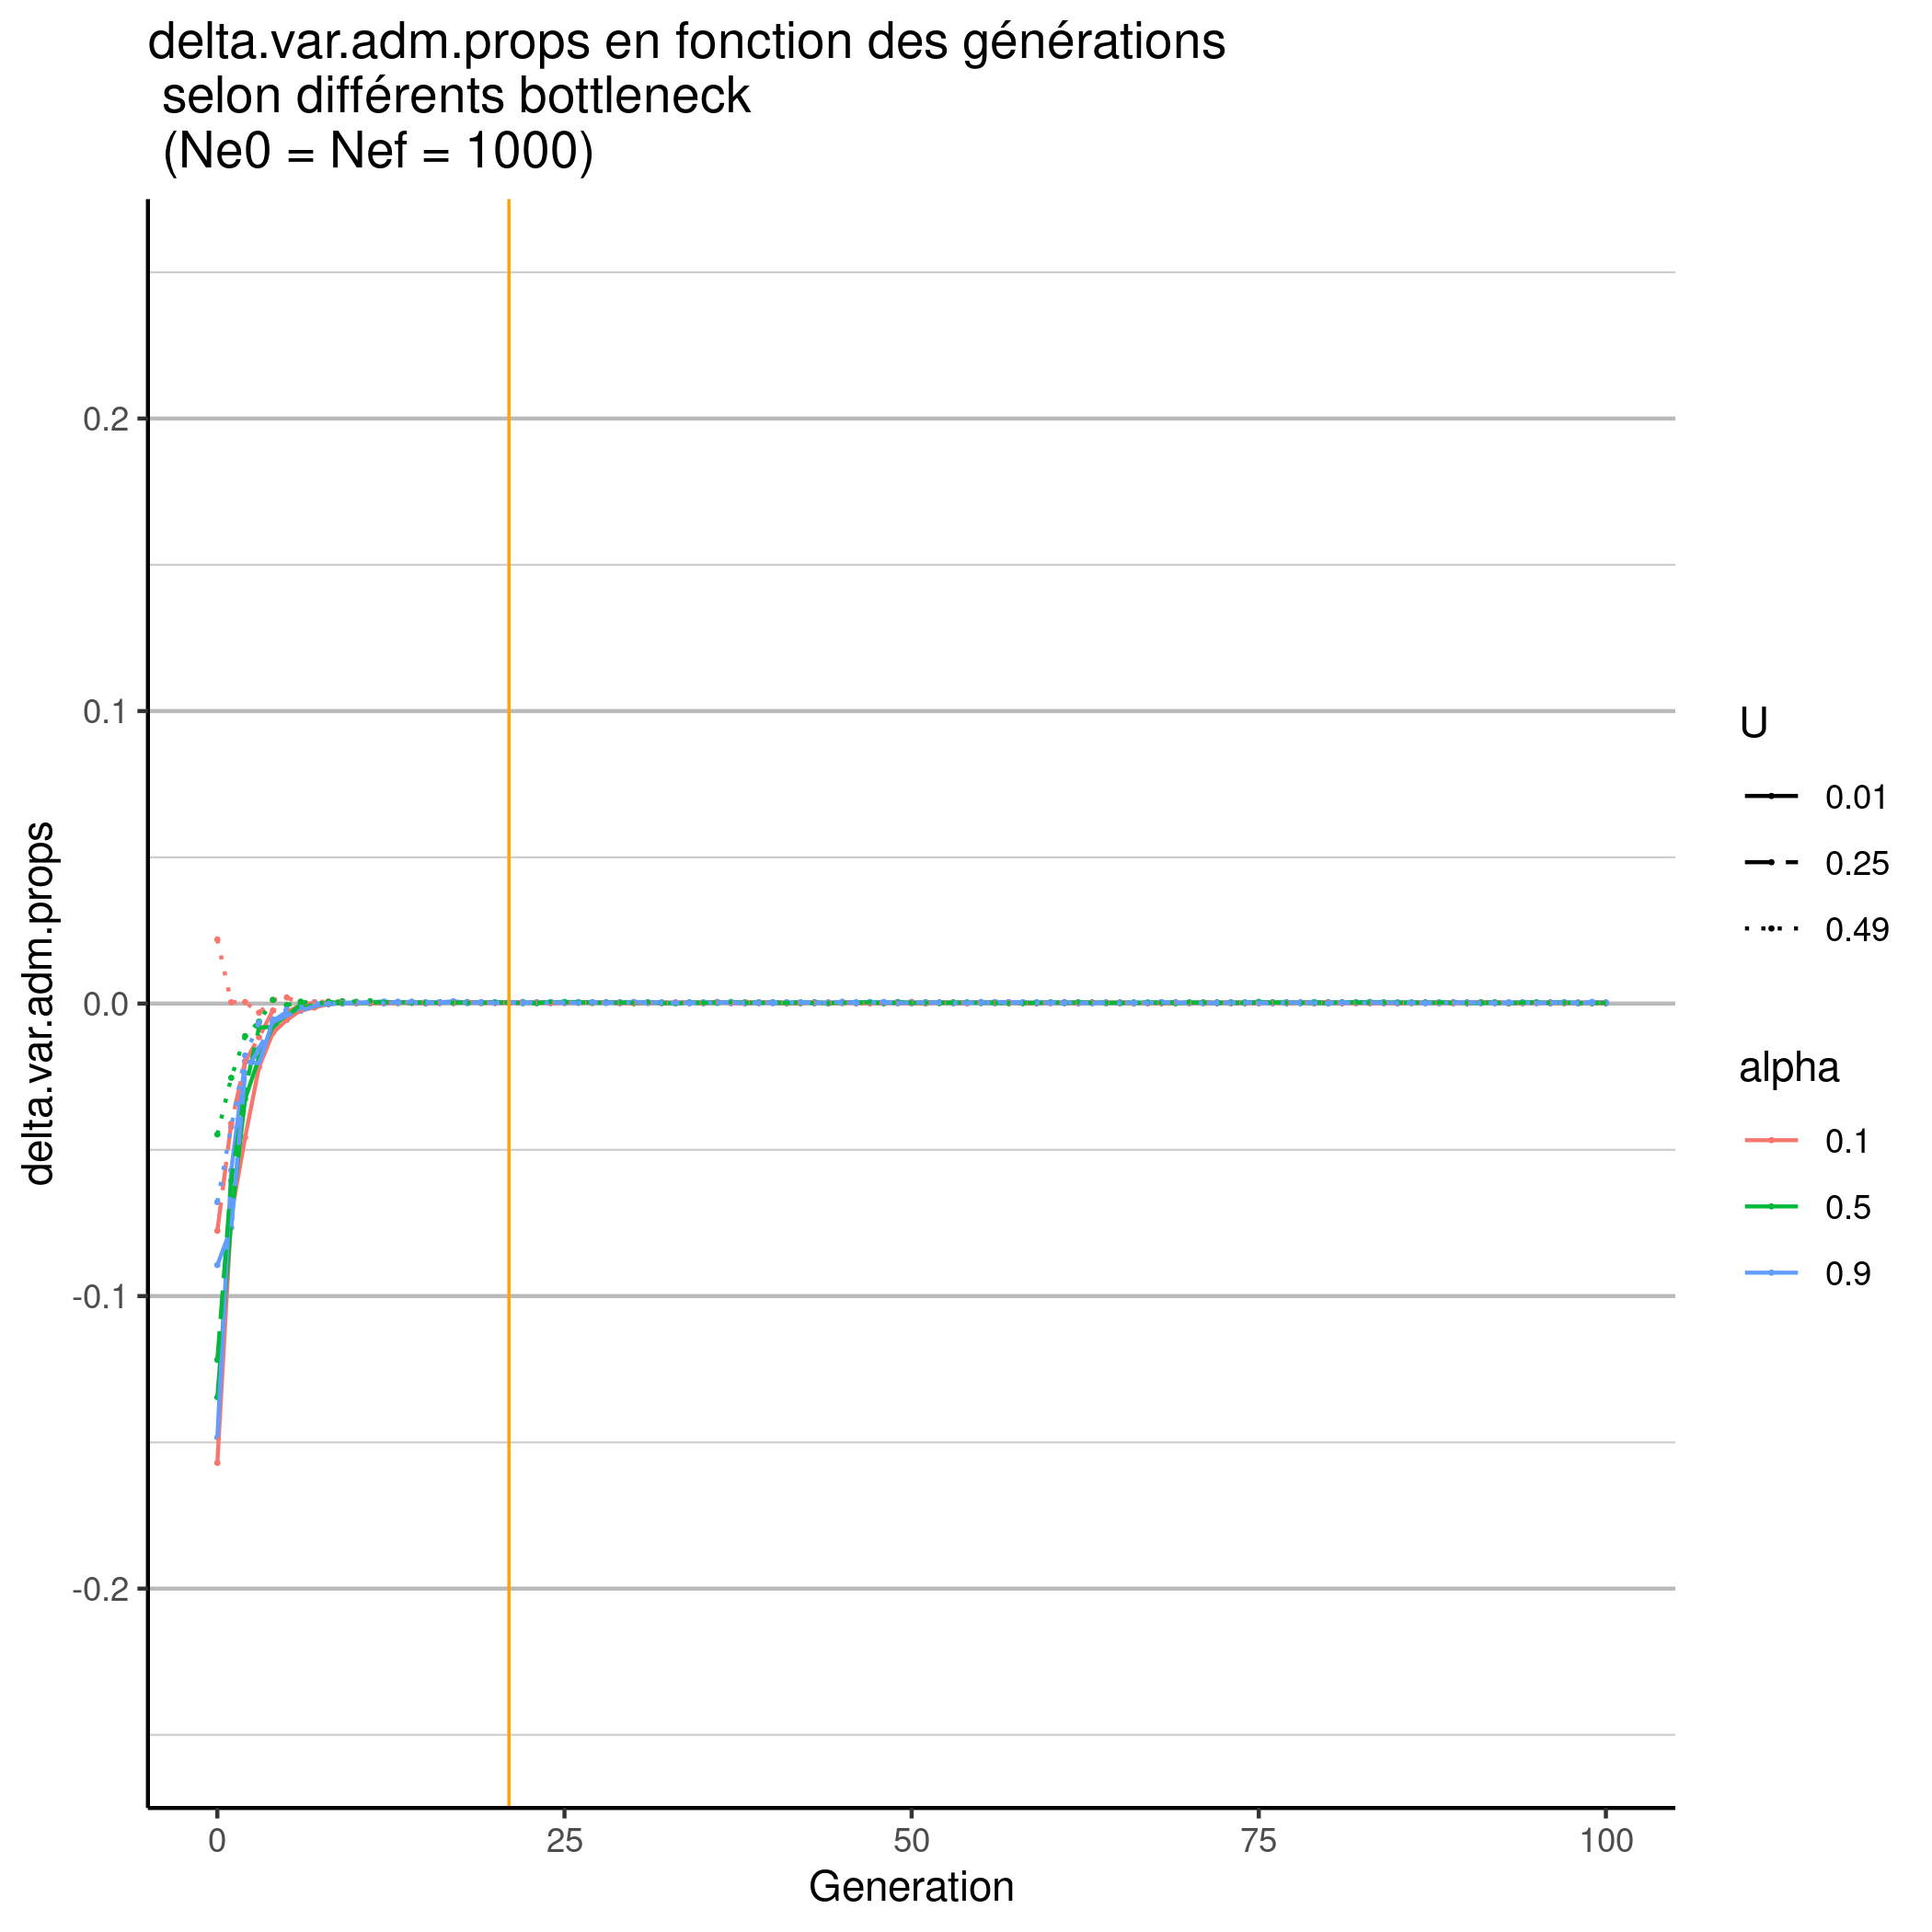 delta.var.adm.props en fonction des générations
selon différents bottleneck
(Ne0 = Nef = 1000)
delta.var.adm.props
0.2
0.1
0.0
-0.1
-0.2
0
25
50
75
100
Generation
U
0.01
0.25
0.49
alpha
0.1
0.5
0.9